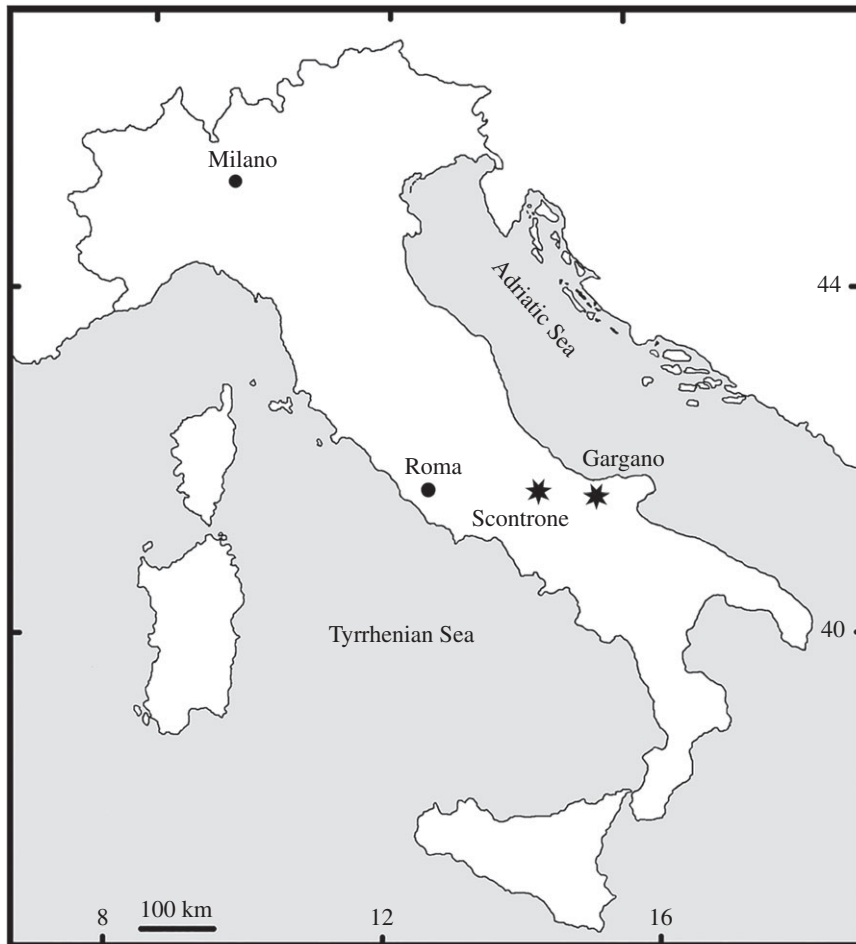 Milano
44
Adriatic Sea
Roma
Gargano
Scontrone
Tyrrhenian Sea
40
8
100 km
12
16